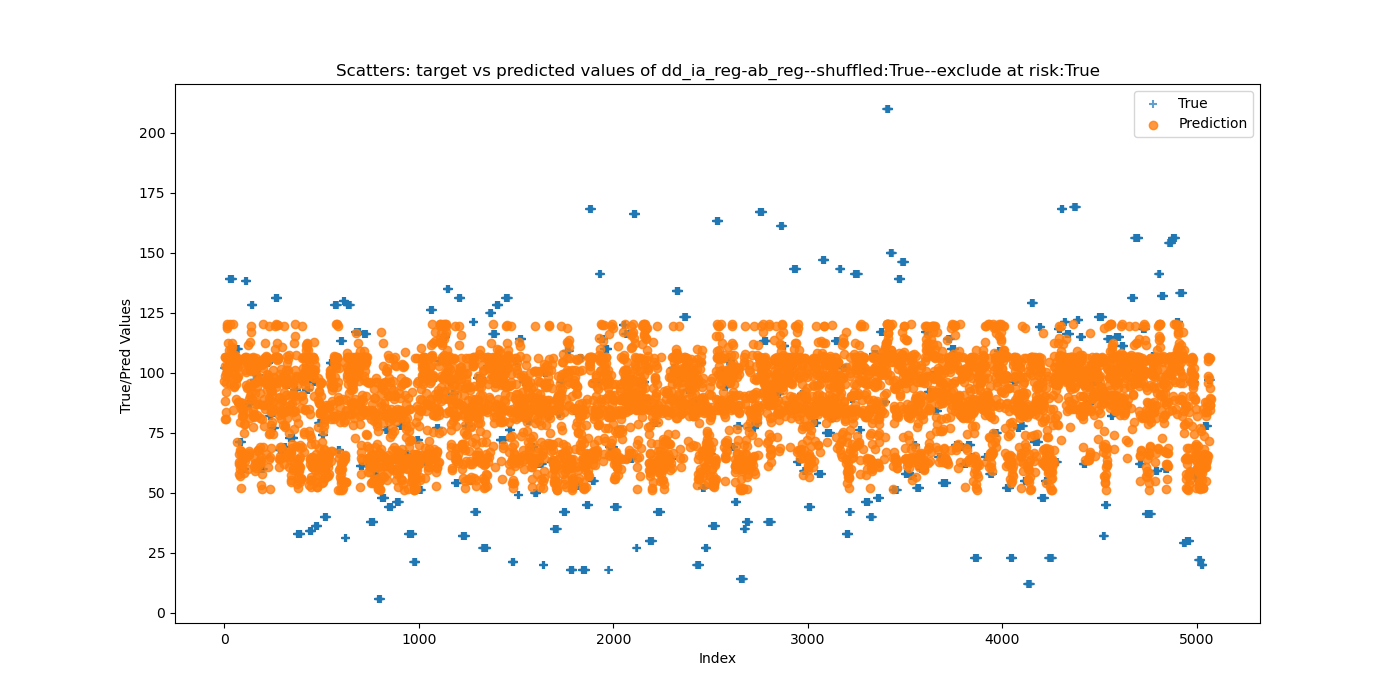 Scatters: target vs predicted values of dd_ia_reg-ab_reg--shuffled:True--exclude at risk:True
True
Prediction
True/Pred Values
200
175
150
125
100
75
50
25
0
0 1000 2000 3000 4000 5000
Index